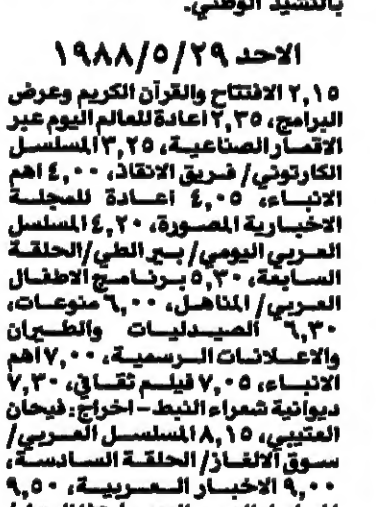 بالنشيد الوطني.
الاحد ١٩٨٨/٥/٢٩
٢,١٥ الافتتاح والقرآن الكريم وعرض
البرامج، ٢,٣٥ اعادة للعالم اليوم عبر
الاقمار الصناعية، ٣,٢٥ المسلسل
الكارتوني/ فريق الانقاذ، ٤,٠٠ اهم
الانباء، ٤,٠٥ اعادة للمجلة
الاخبارية المصورة، ٤,٢٠ المسلسل
العربي اليومي/ بير الطي/الحلقة
السابعة، ٥,٣٠ برنامج الاطفال
العربي/ المناهل، ٦,٠٠ منوعات،
٦,٣٠ الصيدليات والطيران
والاعلانات الرسمية، ٧,٠٠ اهم
الانباء، ٧,٠٥ فيلم ثقافي، ٧,٣٠
ديوانية شعراء النبط - اخراج: فيحان
العتيبي، ٨,١٥ المسلسل العربي/
سوق الالغاز/ الحلقة السادسة،
٩,٠٠ الاخبار العربية، ٩,٥٠